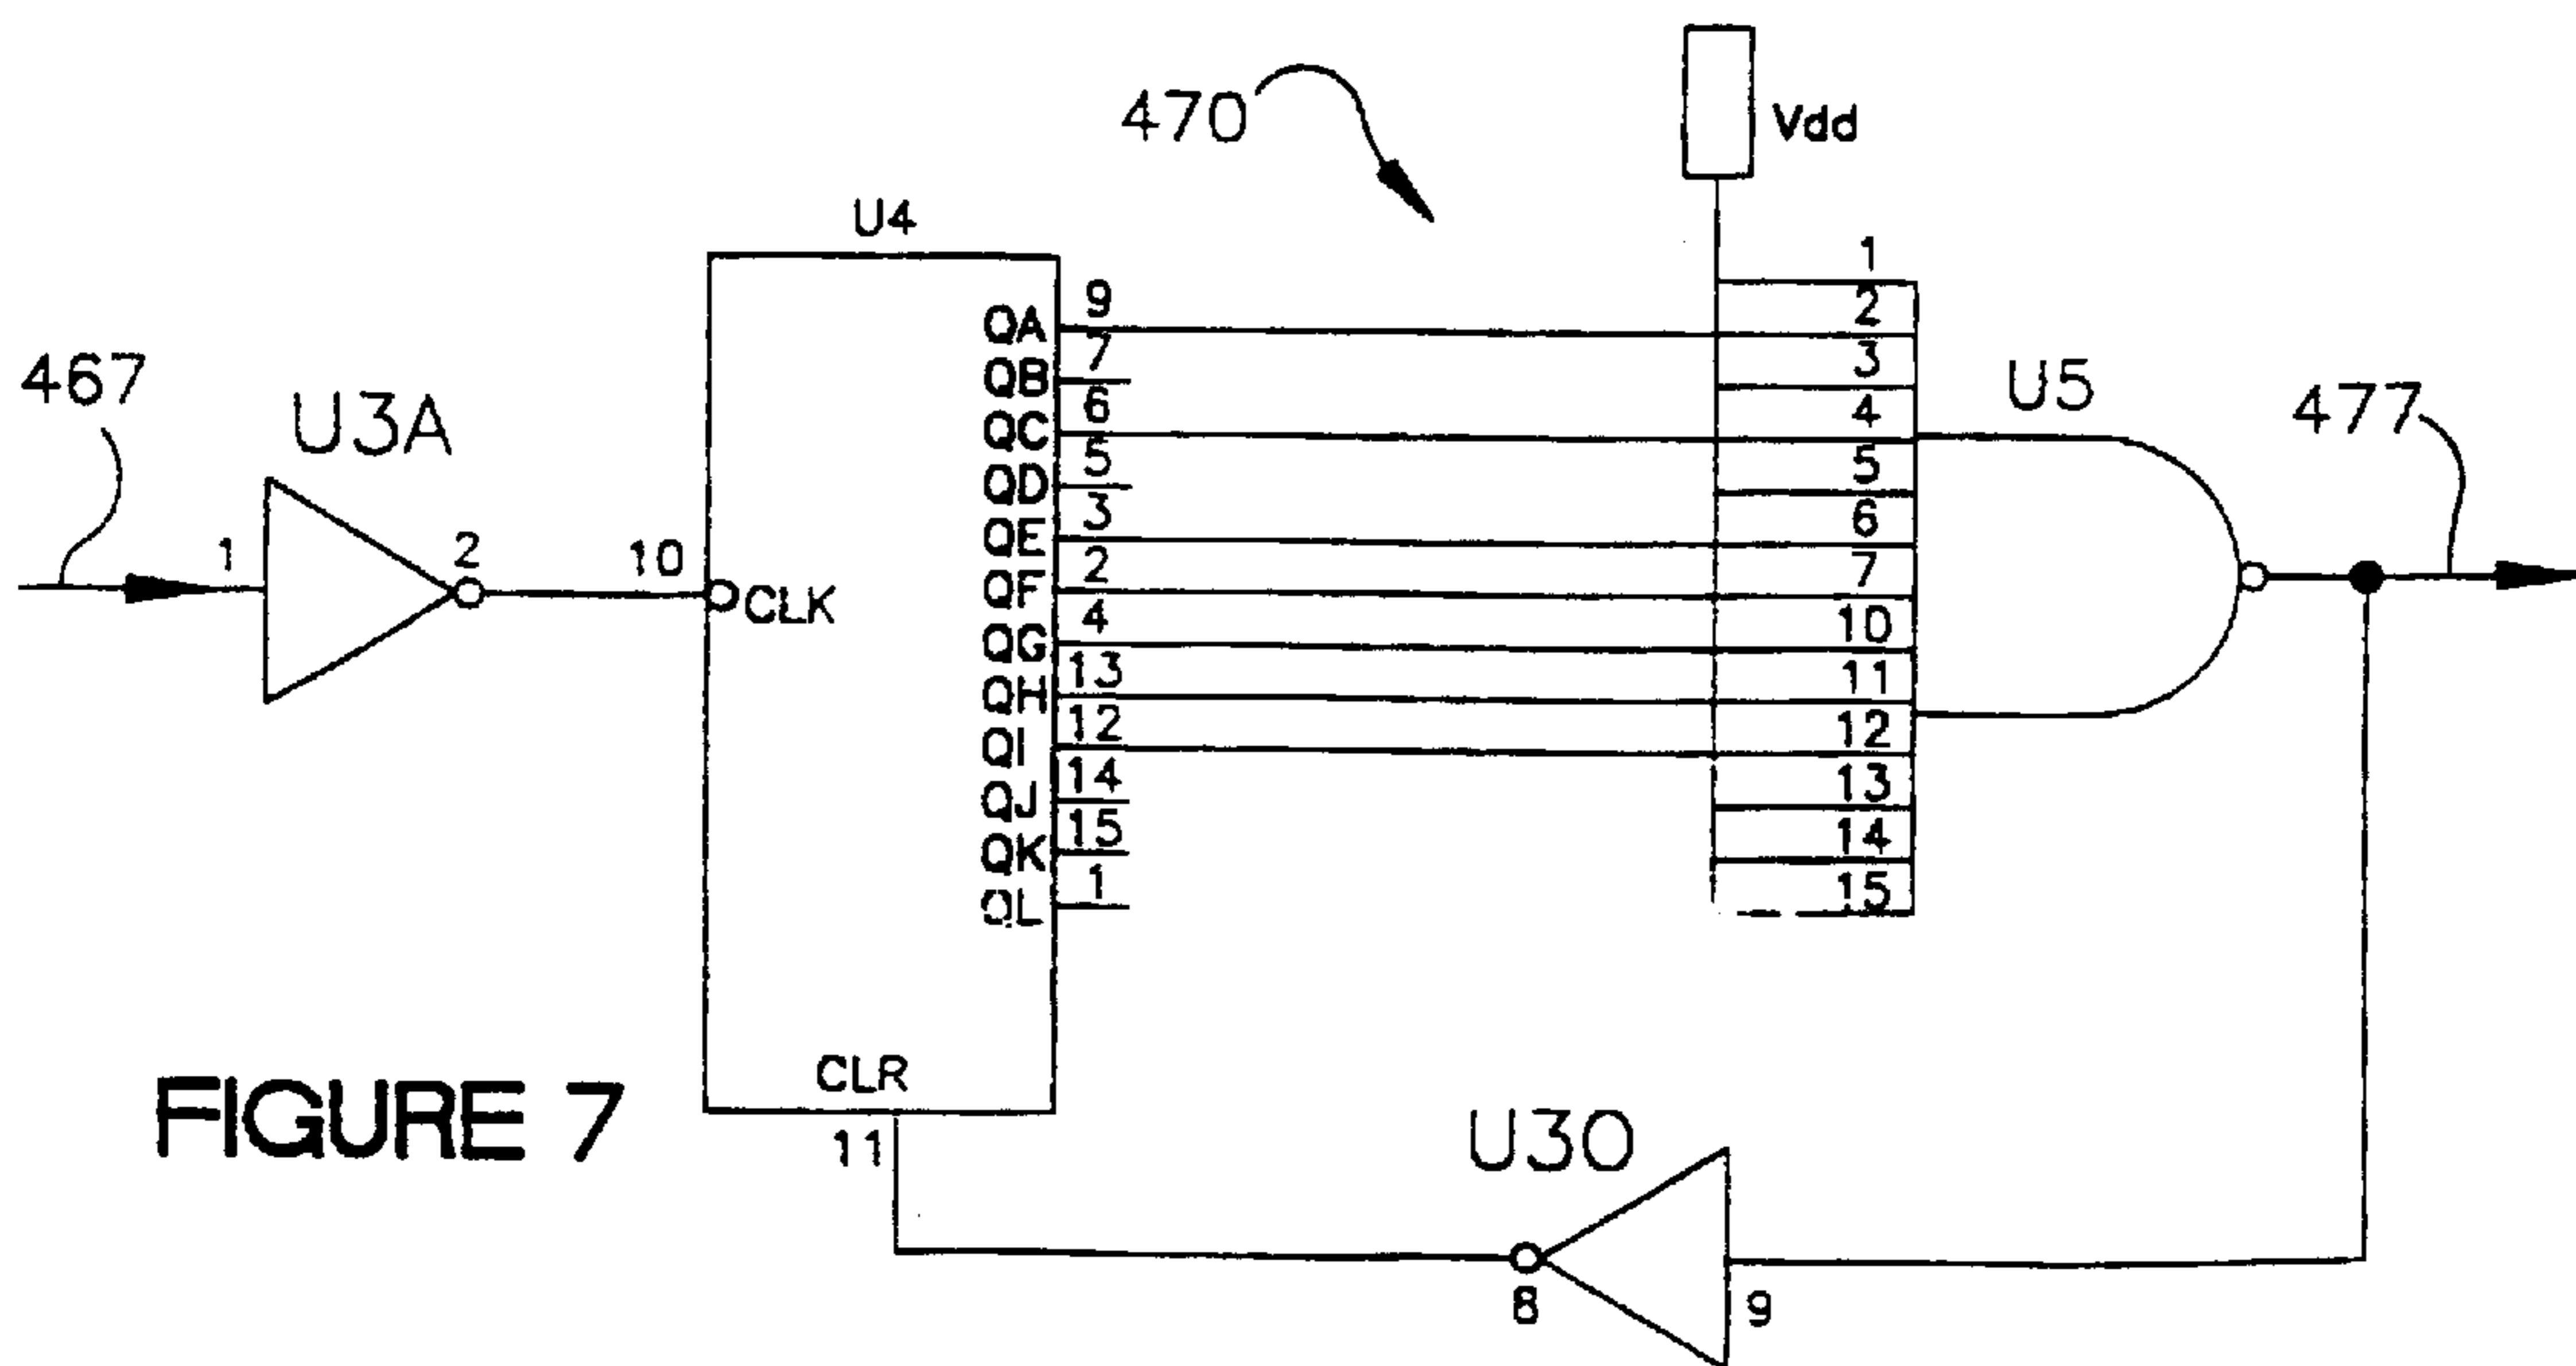 470
Vdd
U4
467
U3A
1
2
10
CLK
QA 9
QB 7
QC 6
QD 5
QE 3
QF 2
QG 4
QH 13
QI 12
QJ 14
QK 15
QL 1
CLR
11
1
2
3
4
5
6
7
10
11
12
13
14
15
U5
477
U30
8
9
FIGURE 7